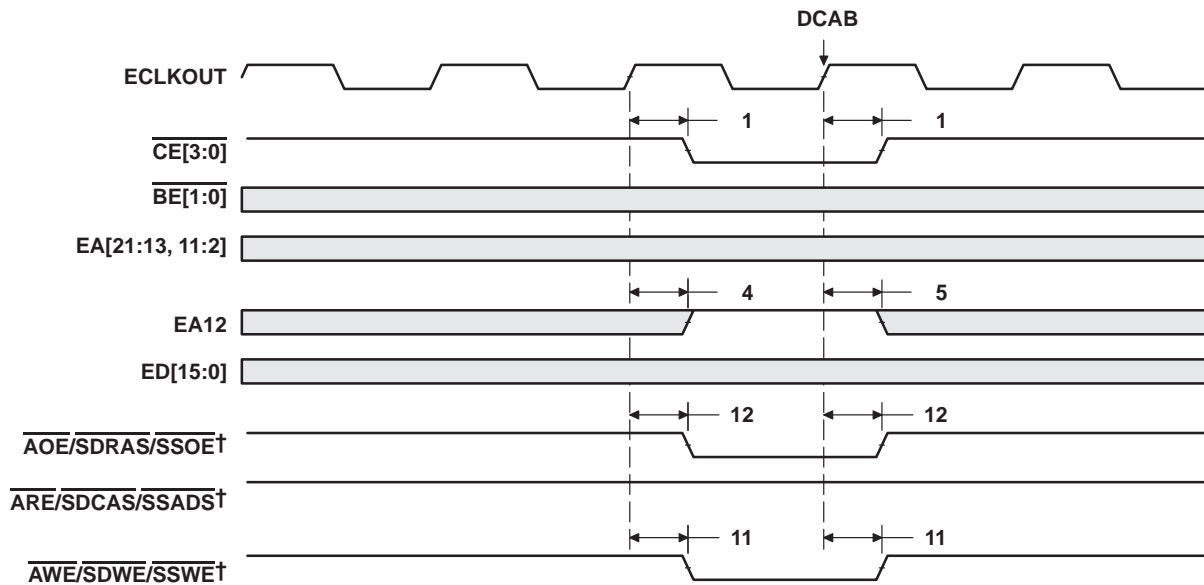 DCAB
ECLKOUT
1 1
CE[3:0]
BE[1:0]
EA[21:13, 11:2]
4 5
EA12
ED[15:0]
12 12
AOE/SDRAS/SSOE†
ARE/SDCAS/SSADS†
11 11
AWE/SDWE/SSWE†